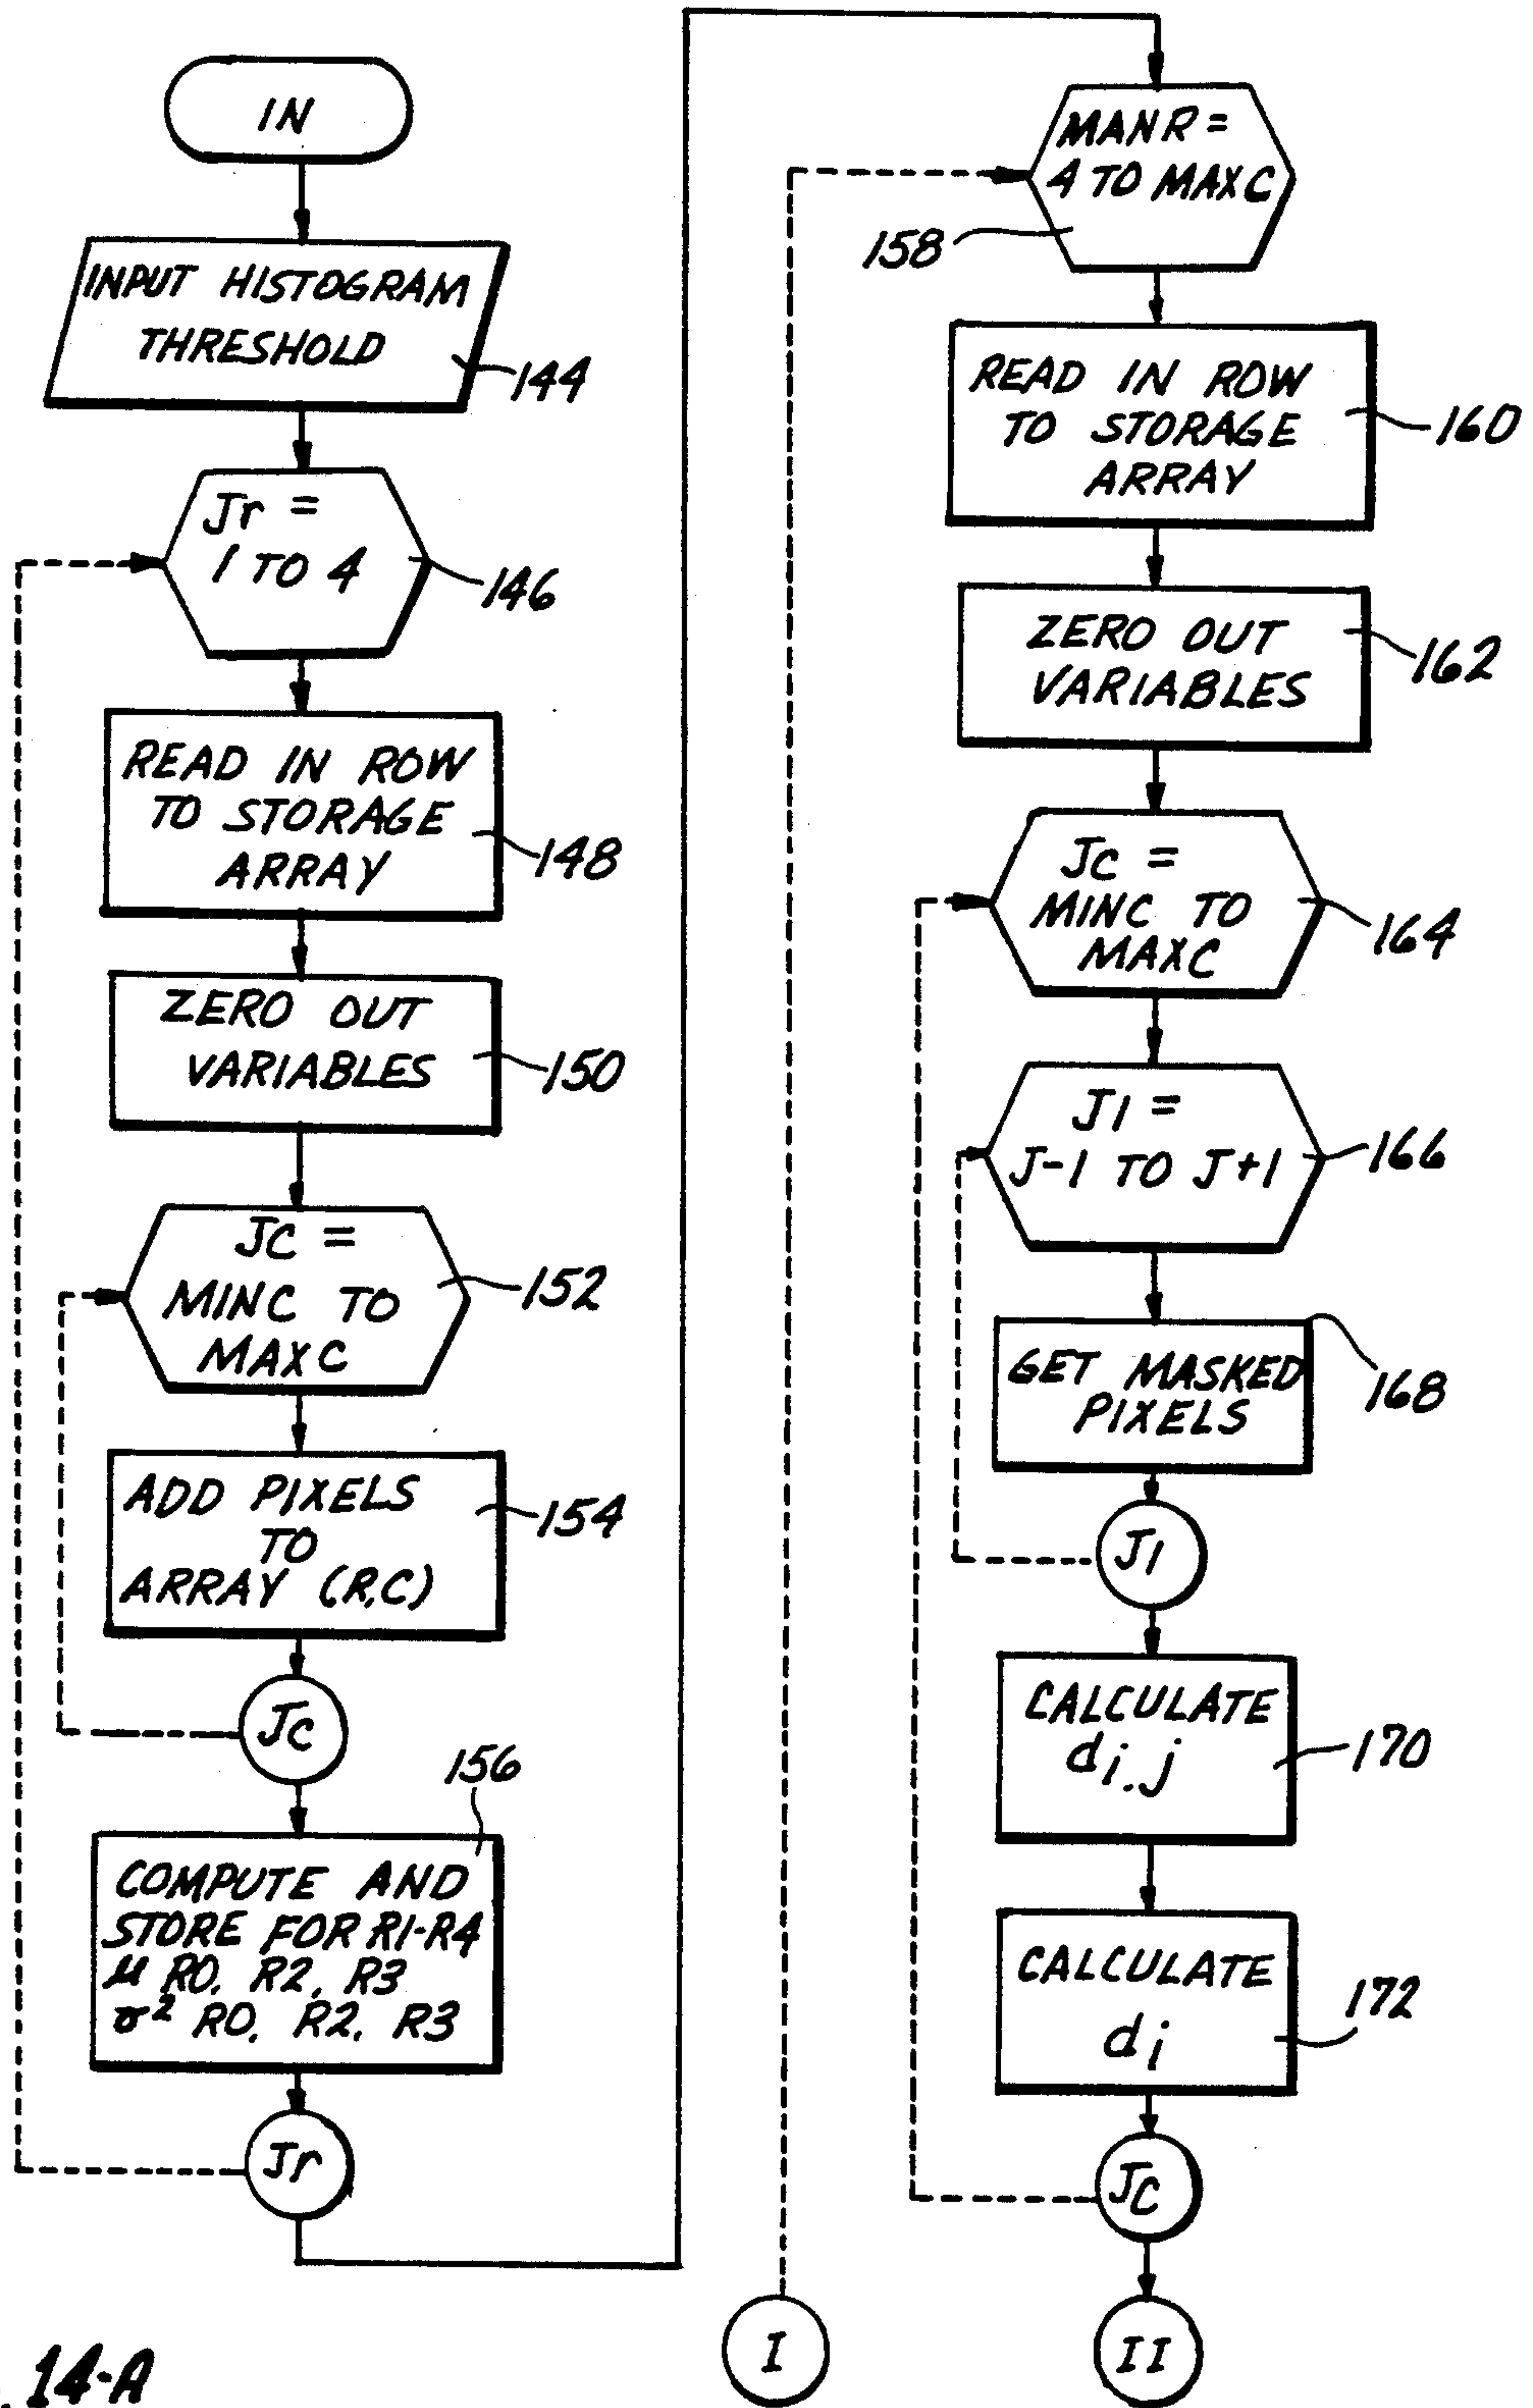 IN
INPUT HISTOGRAM
THRESHOLD
144
Jr =
1 TO 4
146
READ IN ROW
TO STORAGE
ARRAY
148
ZERO OUT
VARIABLES
150
JC =
MINC TO
MAXC
152
ADD PIXELS
TO
ARRAY (R,C)
154
JC
156
COMPUTE AND
STORE FOR R1-R4
μ R0, R2, R3
σ² R0, R2, R3
Jr
MANR =
4 TO MAXC
158
READ IN ROW
TO STORAGE
ARRAY
160
ZERO OUT
VARIABLES
162
JC =
MINC TO
MAXC
164
J1 =
J-1 TO J+1
166
GET MASKED
PIXELS
168
J1
CALCULATE
di,j
170
CALCULATE
di
172
JC
I
II
14-A